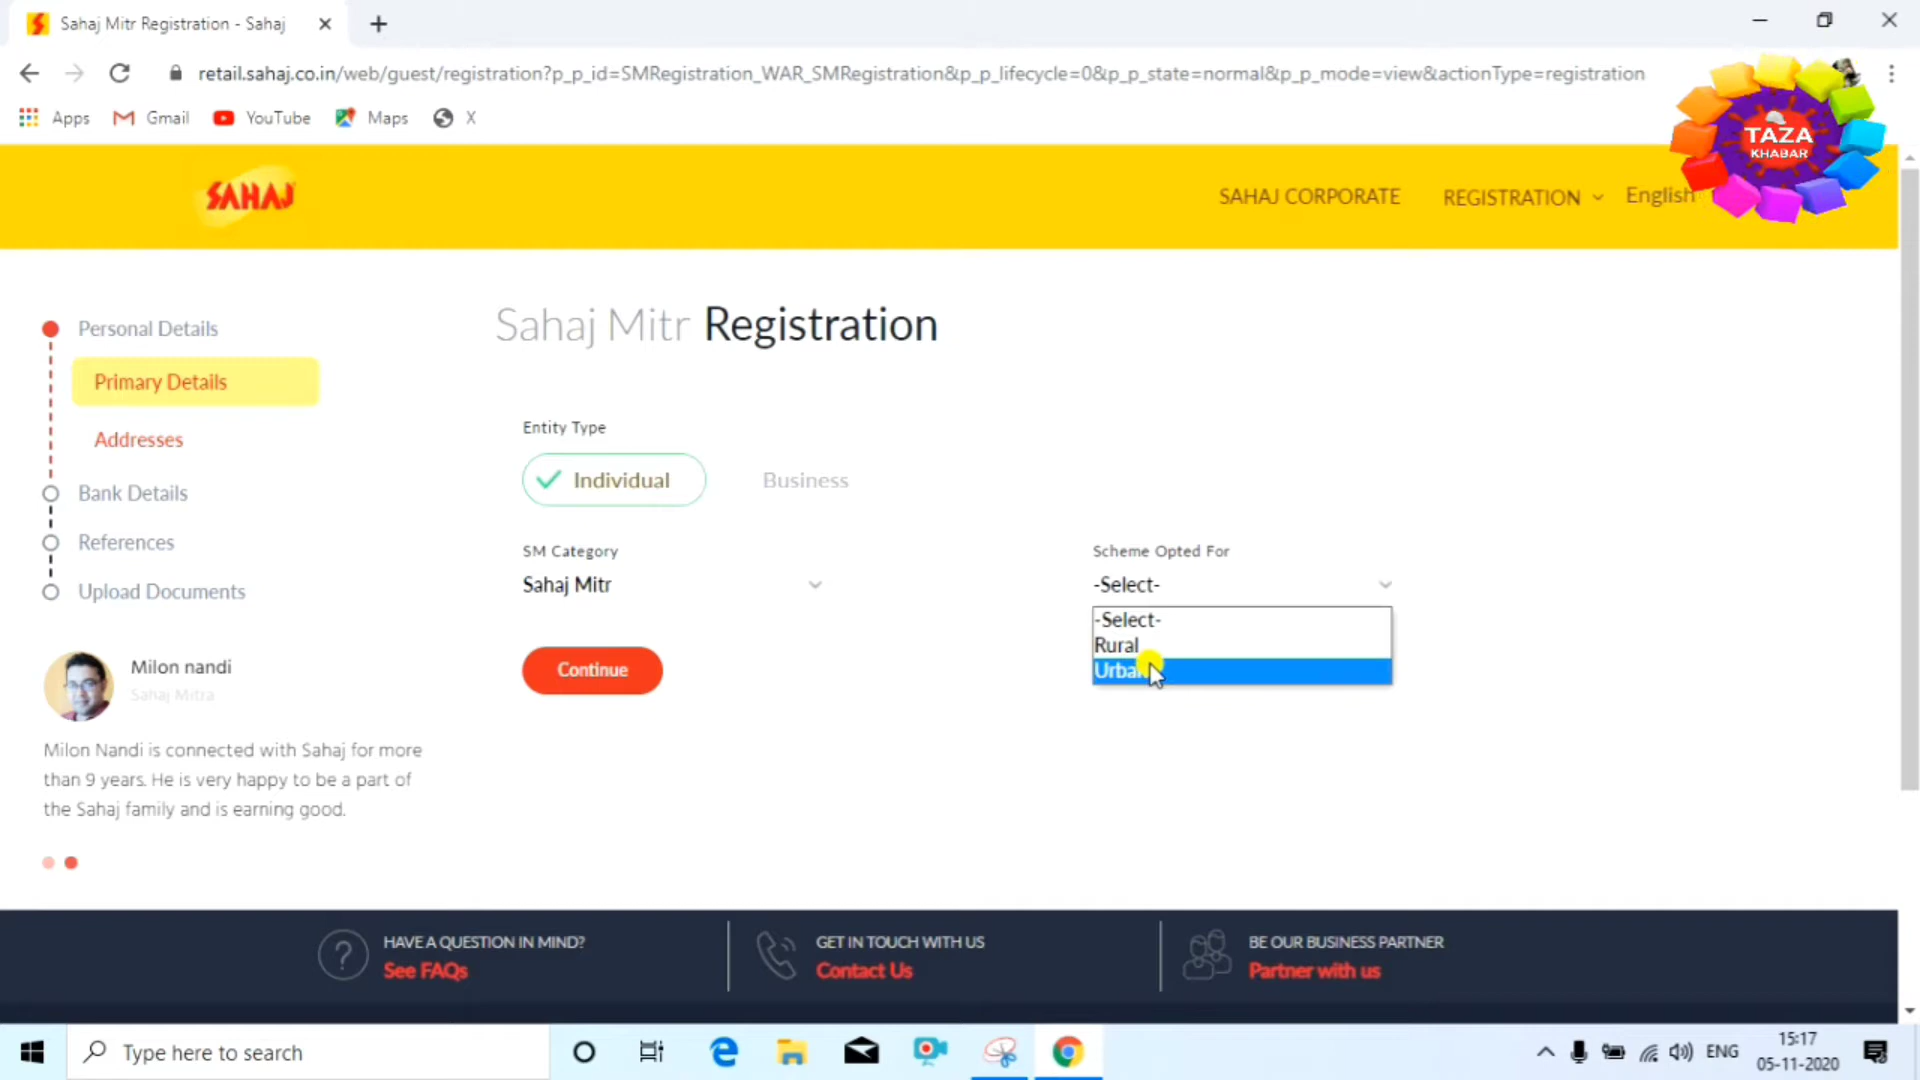 Sahaj Mitr Registration - Sahaj
retail.sahaj.co.in/web/guest/registration?p_p_id=SMRegistration_WAR_SMRegistration&p_p_lifecycle=0&p_p_state=normal&p_p_mode=view&actionType=registration
Apps Gmail YouTube Maps X
TAZA
KHABAR
SAHAJ
SAHAJ CORPORATE REGISTRATION English
Personal Details
Primary Details
Addresses
Bank Details
References
Upload Documents
Milon nandi
Sahaj Mitra
Milon Nandi is connected with Sahaj for more
than 9 years. He is very happy to be a part of
the Sahaj family and is earning good.
Sahaj Mitr Registration
Entity Type
Individual Business
SM Category
Sahaj Mitr
Scheme Opted For
-Select-
-Select-
Rural
Urban
Continue
HAVE A QUESTION IN MIND?
See FAQs
GET IN TOUCH WITH US
Contact Us
BE OUR BUSINESS PARTNER
Partner with us
Type here to search
ENG
15:17
05-11-2020